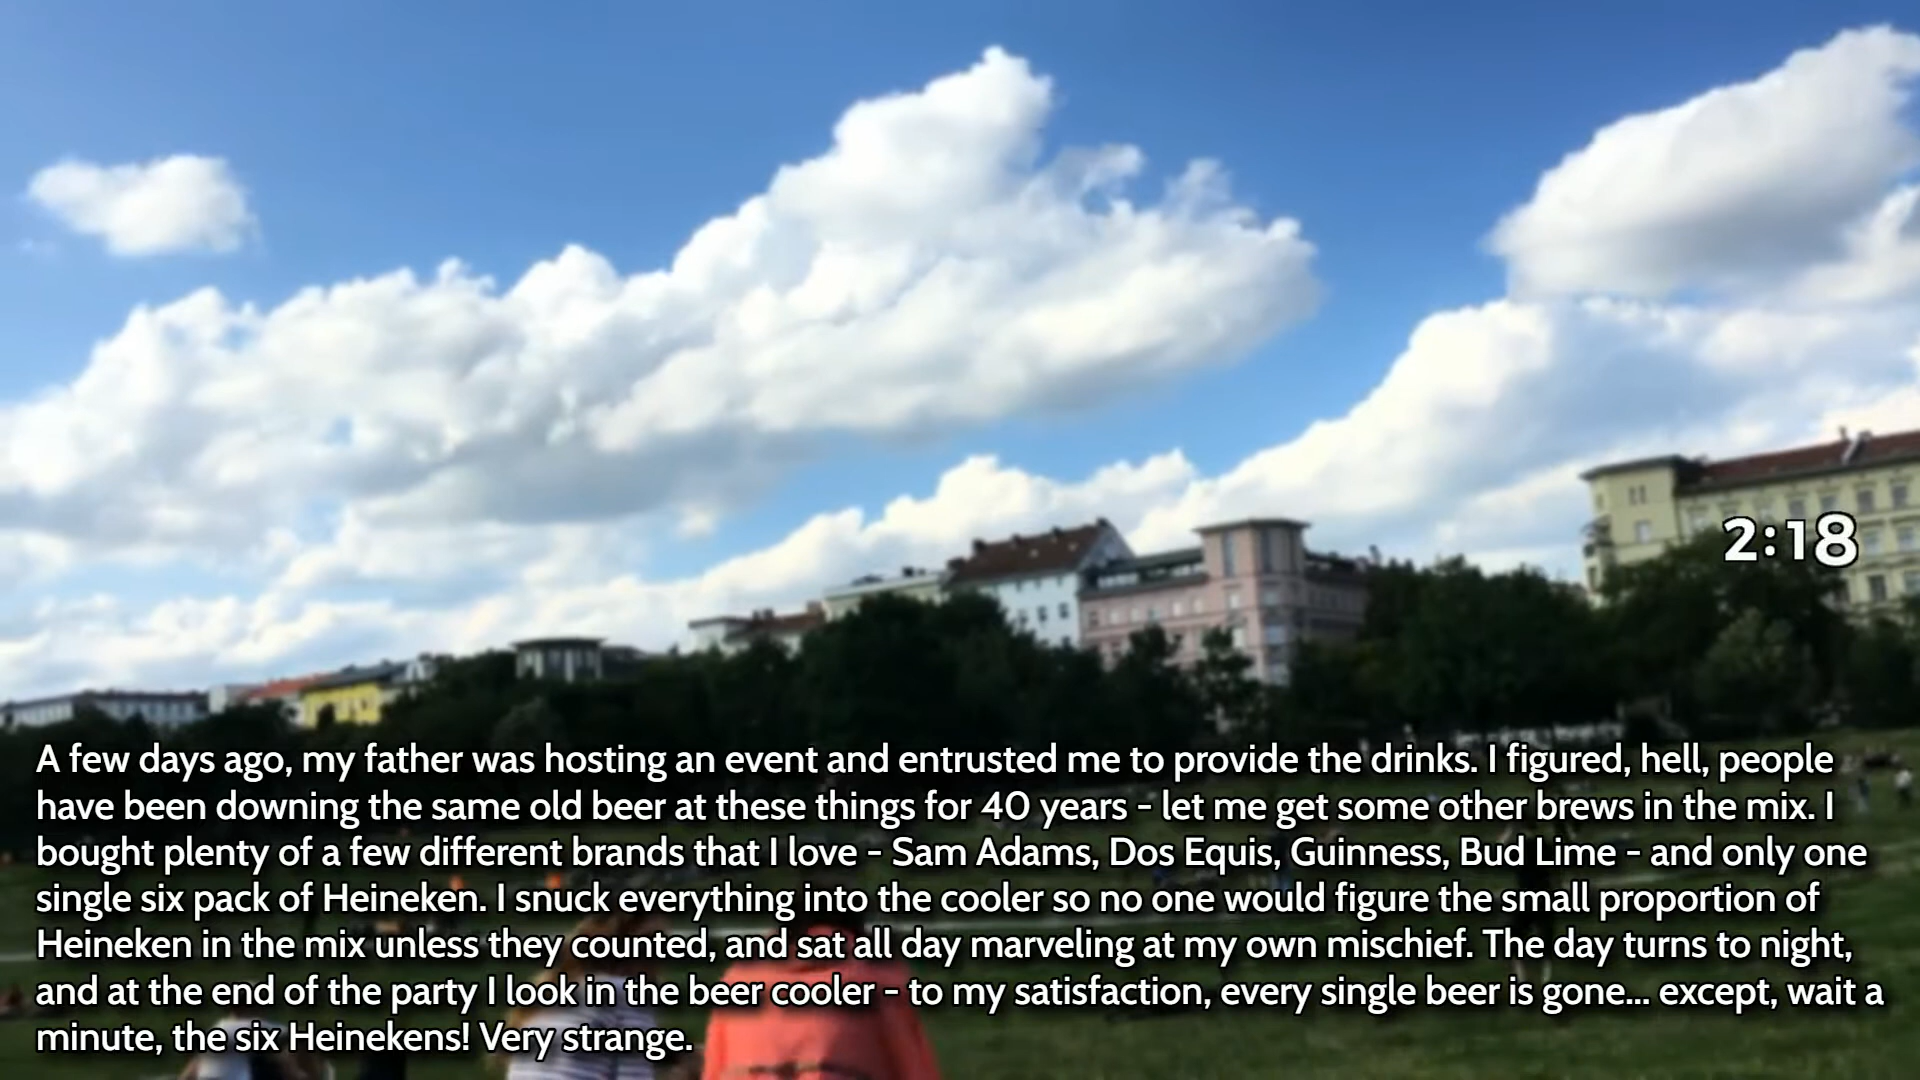 2:18
A few days ago, my father was hosting an event and entrusted me to provide the drinks. I figured, hell, people
have been downing the same old beer at these things for 40 years - let me get some other brews in the mix. I
bought plenty of a few different brands that I love - Sam Adams, Dos Equis, Guinness, Bud Lime - and only one
single six pack of Heineken. I snuck everything into the cooler so no one would figure the small proportion of
Heineken in the mix unless they counted, and sat all day marveling at my own mischief. The day turns to night,
and at the end of the party I look in the beer cooler - to my satisfaction, every single beer is gone... except, wait a
minute, the six Heinekens! Very strange.